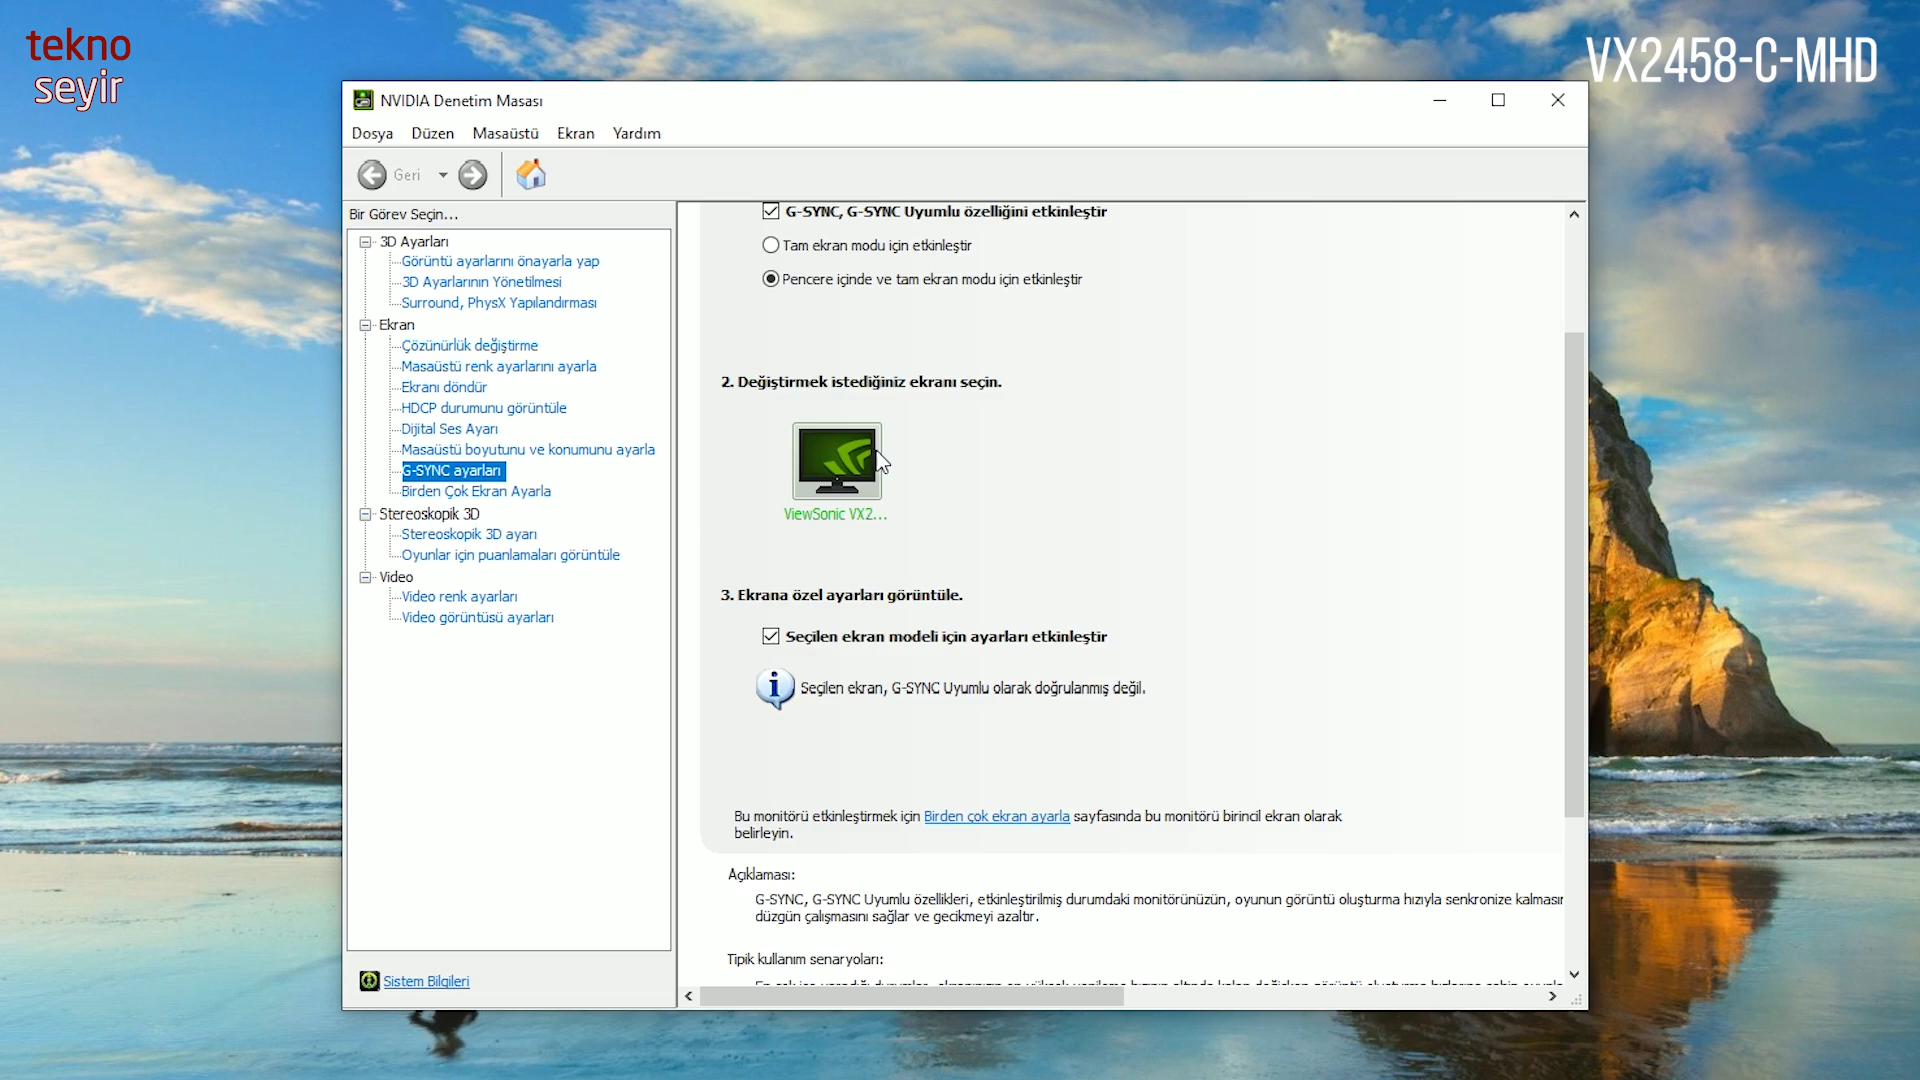 tekno
seyir
VX2458-C-MHD
NVIDIA Denetim Masası
Dosya Düzen Masaüstü Ekran Yardım
Geri
Bir Görev Seçin...
3D Ayarları
Görüntü ayarlarını önayarla yap
3D Ayarlarının Yönetilmesi
Surround, PhysX Yapılandırması
Ekran
Çözünürlük değiştirme
Masaüstü renk ayarlarını ayarla
Ekranı döndür
HDCP durumunu görüntüle
Dijital Ses Ayarı
Masaüstü boyutunu ve konumunu ayarla
G-SYNC ayarları
Birden Çok Ekran Ayarla
Stereoskopik 3D
Stereoskopik 3D ayarı
Oyunlar için puanlamaları görüntüle
Video
Video renk ayarları
Video görüntüsü ayarları
Sistem Bilgileri
G-SYNC, G-SYNC Uyumlu özelliğini etkinleştir
Tam ekran modu için etkinleştir
Pencere içinde ve tam ekran modu için etkinleştir
2. Değiştirmek istediğiniz ekranı seçin.
ViewSonic VX2...
3. Ekrana özel ayarları görüntüle.
Seçilen ekran modeli için ayarları etkinleştir
Seçilen ekran, G-SYNC Uyumlu olarak doğrulanmış değil.
Bu monitörü etkinleştirmek için Birden çok ekran ayarla sayfasında bu monitörü birincil ekran olarak
belirleyin.
Açıklaması:
G-SYNC, G-SYNC Uyumlu özellikleri, etkinleştirilmiş durumdaki monitörünüzün, oyunun görüntü oluşturma hızıyla senkronize kalmasın
düzgün çalışmasını sağlar ve gecikmeyi azaltır.
Tipik kullanım senaryoları: